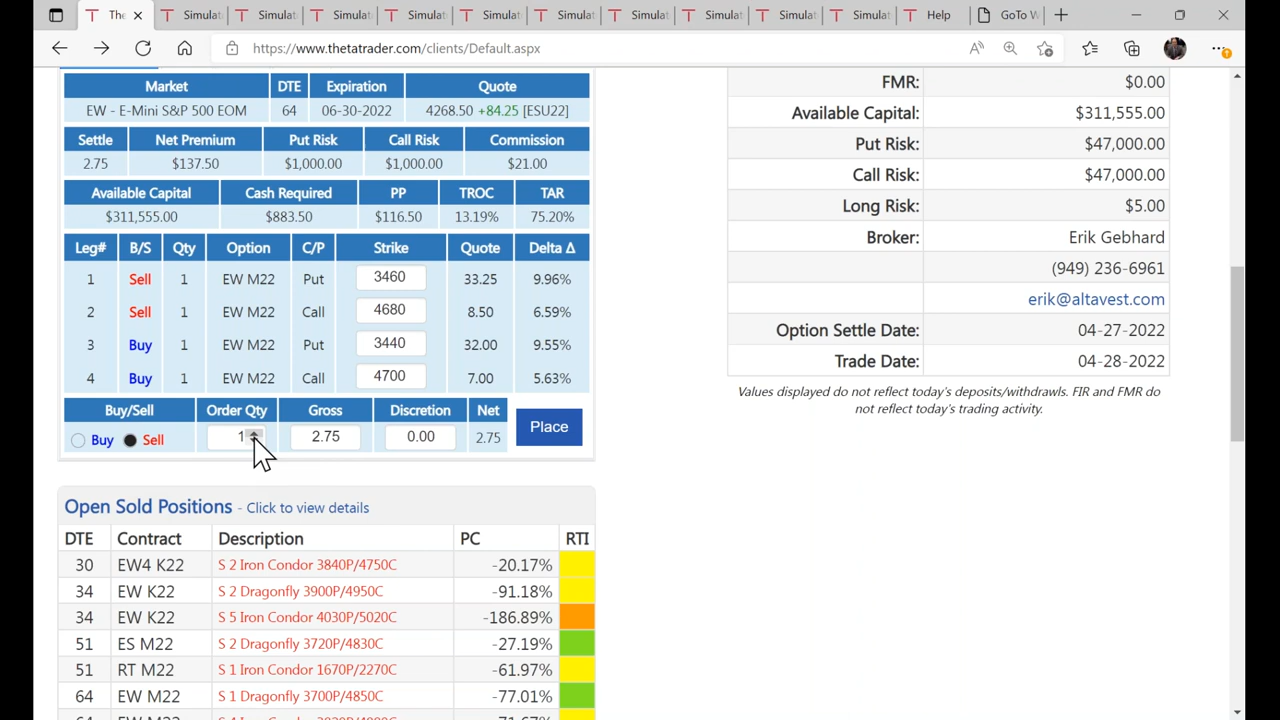 The
Simulat
Simulat
Simulat
Simulat
Simulat
Simulat
Simulat
Simulat
Simulat
Simulat
Help
GoTo W
https://www.thetatrader.com/clients/Default.aspx
Market DTE Expiration Quote
EW - E-Mini S&P 500 EOM 64 06-30-2022 4268.50 +84.25 [ESU22]
Settle Net Premium Put Risk Call Risk Commission
2.75 $137.50 $1,000.00 $1,000.00 $21.00
Available Capital Cash Required PP TROC TAR
$311,555.00 $883.50 $116.50 13.19% 75.20%
Leg# B/S Qty Option C/P Strike Quote Delta Δ
1 Sell 1 EW M22 Put 3460 33.25 9.96%
2 Sell 1 EW M22 Call 4680 8.50 6.59%
3 Buy 1 EW M22 Put 3440 32.00 9.55%
4 Buy 1 EW M22 Call 4700 7.00 5.63%
Buy/Sell Order Qty Gross Discretion Net
Buy Sell 1 2.75 0.00 2.75
Place
Open Sold Positions - Click to view details
DTE Contract Description PC RTI
30 EW4 K22 S 2 Iron Condor 3840P/4750C -20.17%
34 EW K22 S 2 Dragonfly 3900P/4950C -91.18%
34 EW K22 S 5 Iron Condor 4030P/5020C -186.89%
51 ES M22 S 2 Dragonfly 3720P/4830C -27.19%
51 RT M22 S 1 Iron Condor 1670P/2270C -61.97%
64 EW M22 S 1 Dragonfly 3700P/4850C -77.01%
FMR: $0.00
Available Capital: $311,555.00
Put Risk: $47,000.00
Call Risk: $47,000.00
Long Risk: $5.00
Broker: Erik Gebhard
(949) 236-6961
erik@altavest.com
Option Settle Date: 04-27-2022
Trade Date: 04-28-2022
Values displayed do not reflect today's deposits/withdrawls. FIR and FMR do
not reflect today's trading activity.